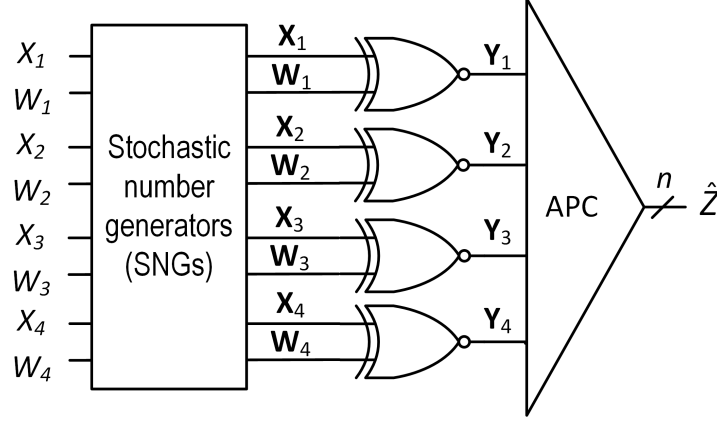 X1
W1
X2
W2
X3
W3
X4
W4
Stochastic
number
generators
(SNGs)
X1
W1
X2
W2
X3
W3
X4
W4
Y1
Y2
Y3
Y4
APC
n
Ẑ